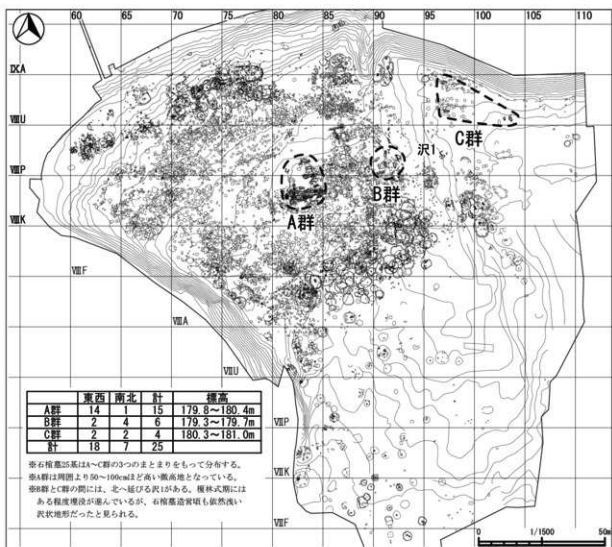 60 65 70 75 80 85 90 95 100 110
ⅨA
ⅧU
C群
沢1
ⅧP
B群
A群
ⅧK
ⅧF
ⅧA
ⅦU
東西 南北 計 標高
A群 14 1 15 179.8～180.4m
B群 2 4 6 179.3～179.7m
C群 2 2 4 180.3～181.0m
計 18 7 25
ⅦP
※石棺墓25基はA～C群の3つのまとまりをもって分布する。
※A群は周囲より50～100cmほど高い微高地となっている。
※B群とC群の間には、北へ延びる沢1がある。榎林式期には
ある程度埋没が進んでいるが、石棺墓造営頃も依然浅い
沢状地形だったと見られる。
ⅦK
ⅦF
0 1/1500 50m